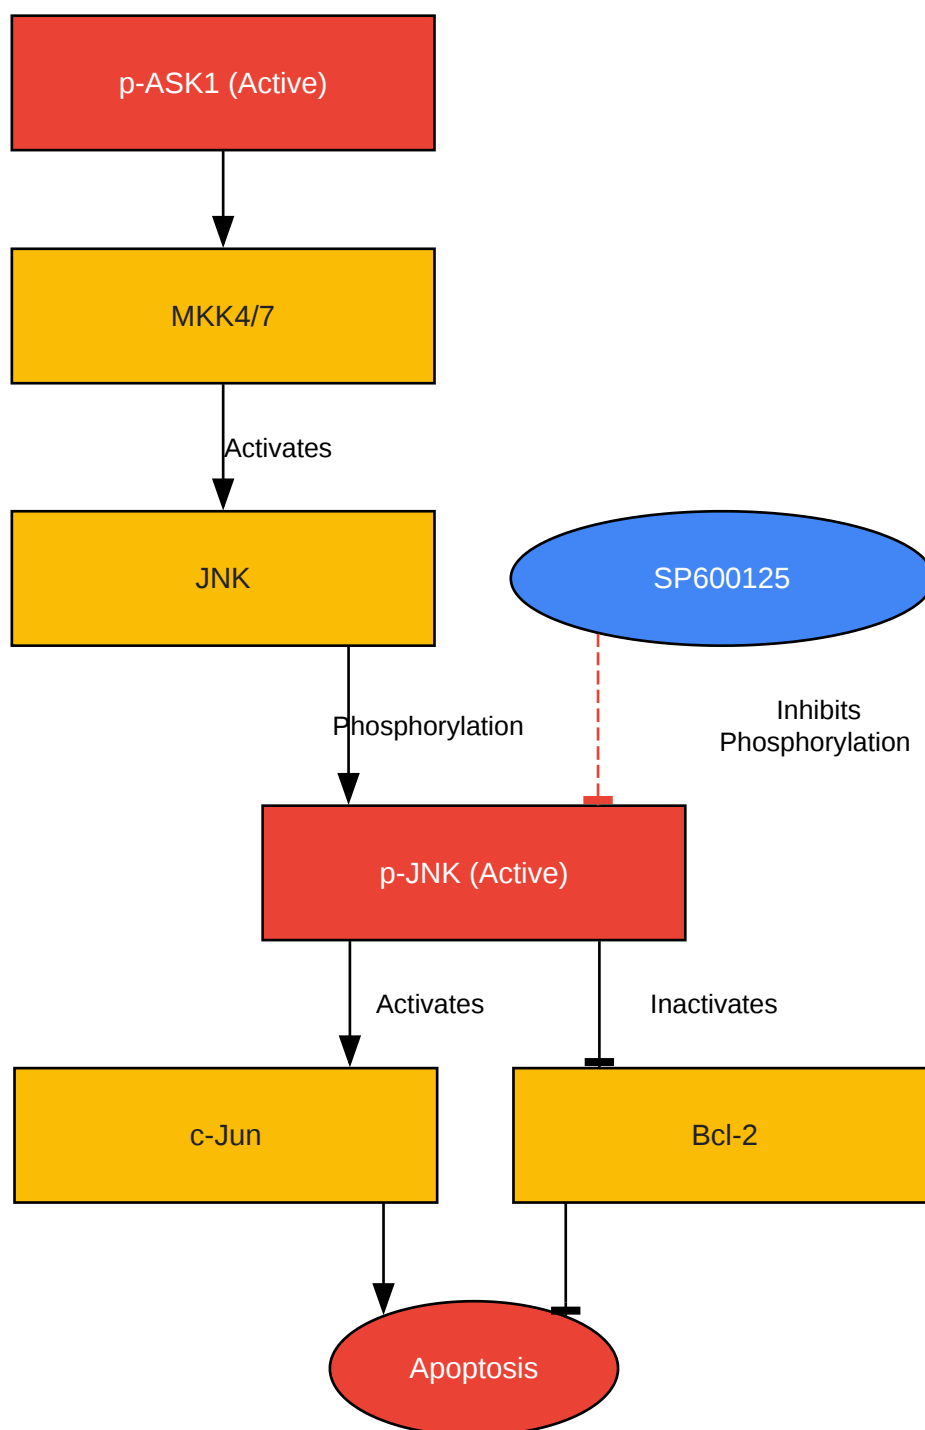 p-ASK1 (Active)
MKK4/7
Activates
JNK
SP600125
Phosphorylation
Inhibits
Phosphorylation
p-JNK (Active)
Activates
Inactivates
c-Jun
Bcl-2
Apoptosis